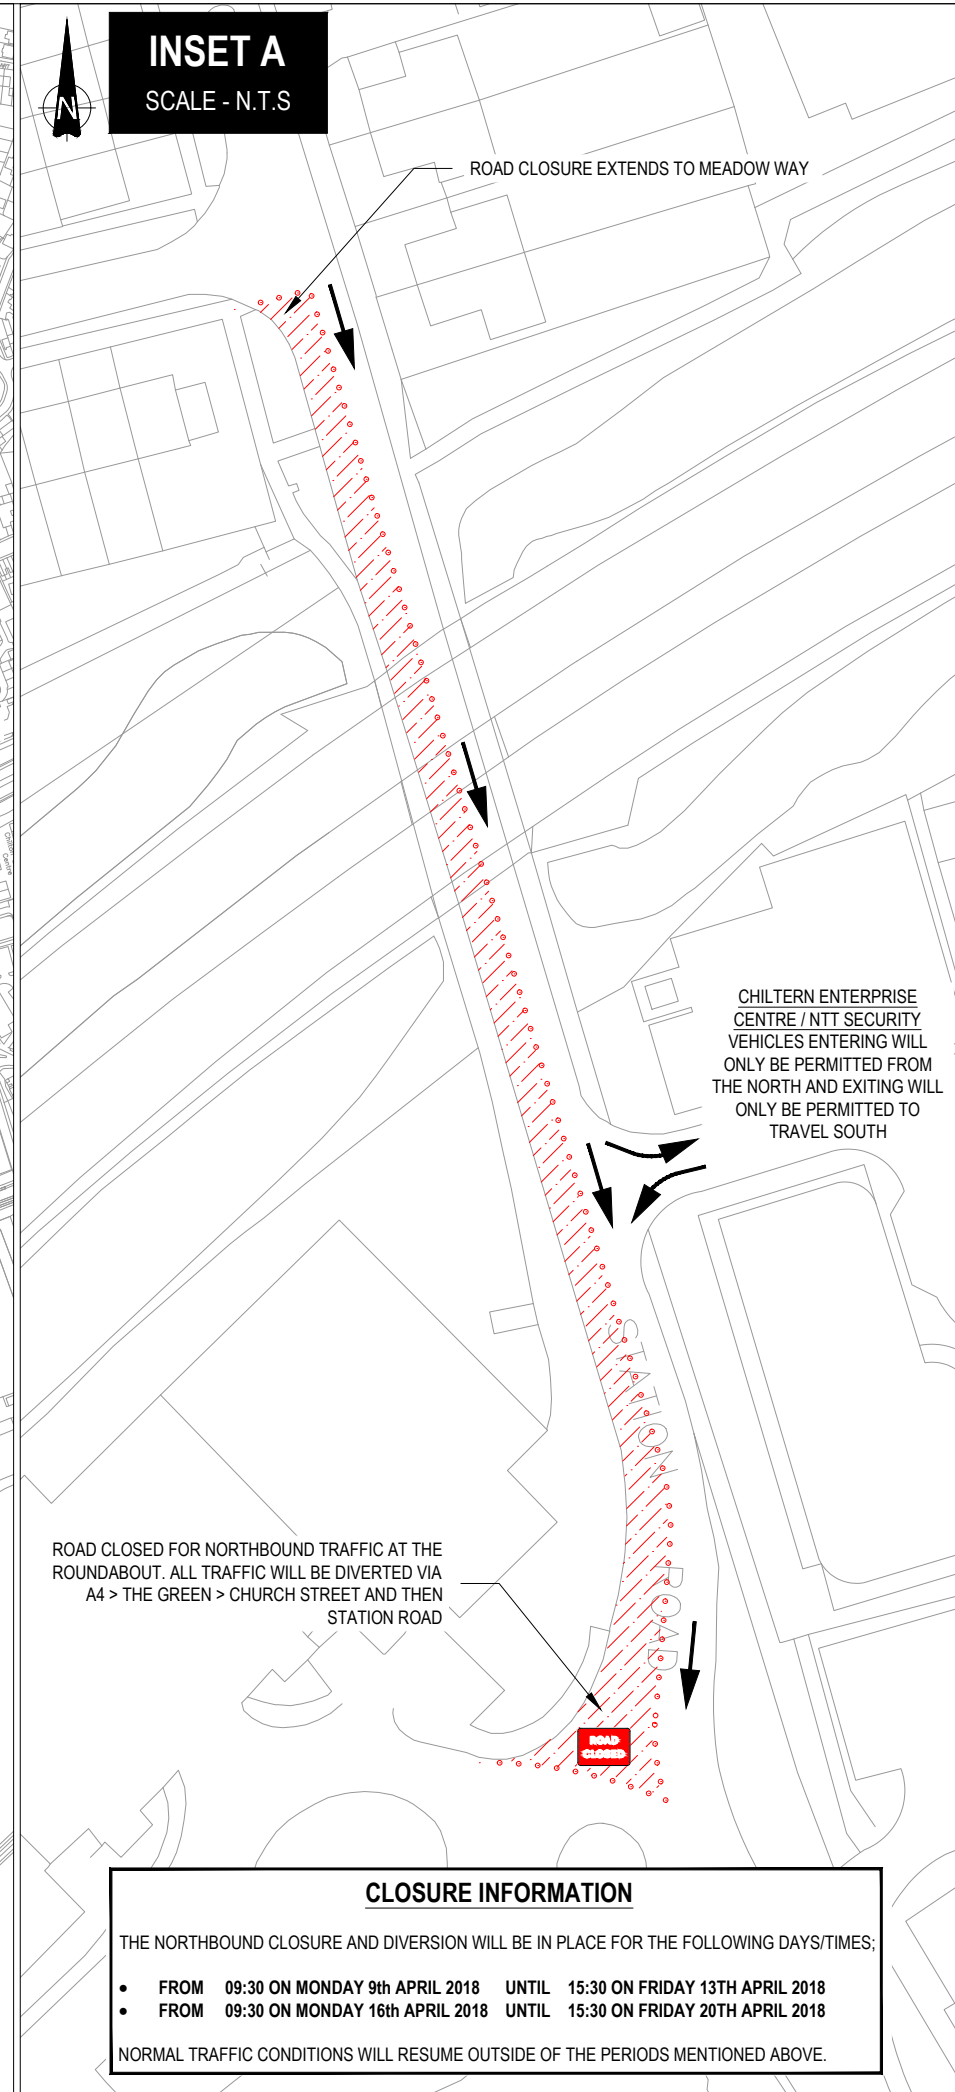 INSET A
SCALE - N.T.S
N
ROAD CLOSURE EXTENDS TO MEADOW WAY
CHILTERN ENTERPRISE
CENTRE / NTT SECURITY
VEHICLES ENTERING WILL
ONLY BE PERMITTED FROM
THE NORTH AND EXITING WILL
ONLY BE PERMITTED TO
TRAVEL SOUTH
STATION ROAD
ROAD CLOSED FOR NORTHBOUND TRAFFIC AT THE
ROUNDABOUT. ALL TRAFFIC WILL BE DIVERTED VIA
A4 > THE GREEN > CHURCH STREET AND THEN
STATION ROAD
ROAD
CLOSED
CLOSURE INFORMATION
THE NORTHBOUND CLOSURE AND DIVERSION WILL BE IN PLACE FOR THE FOLLOWING DAYS/TIMES;
• FROM 09:30 ON MONDAY 9th APRIL 2018 UNTIL 15:30 ON FRIDAY 13TH APRIL 2018
• FROM 09:30 ON MONDAY 16th APRIL 2018 UNTIL 15:30 ON FRIDAY 20TH APRIL 2018
NORMAL TRAFFIC CONDITIONS WILL RESUME OUTSIDE OF THE PERIODS MENTIONED ABOVE.